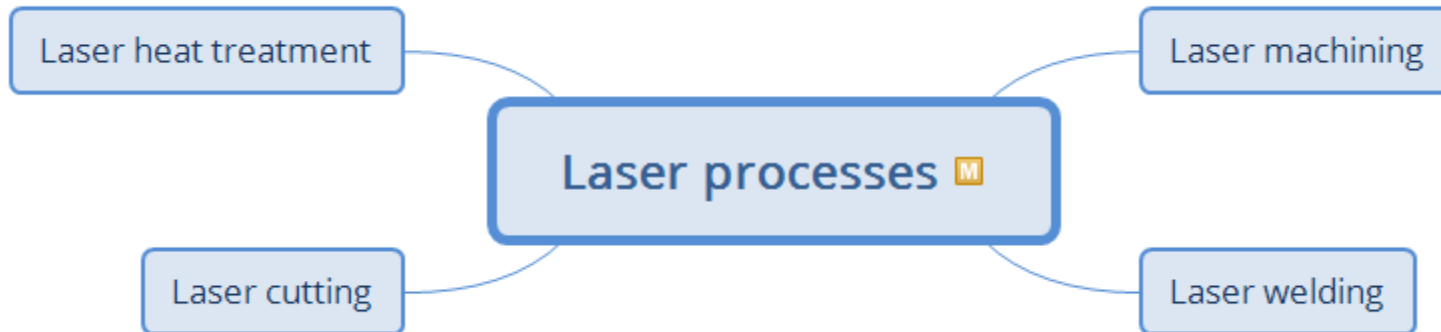 Laser heat treatment
Laser machining
Laser processes M
Laser cutting
Laser welding